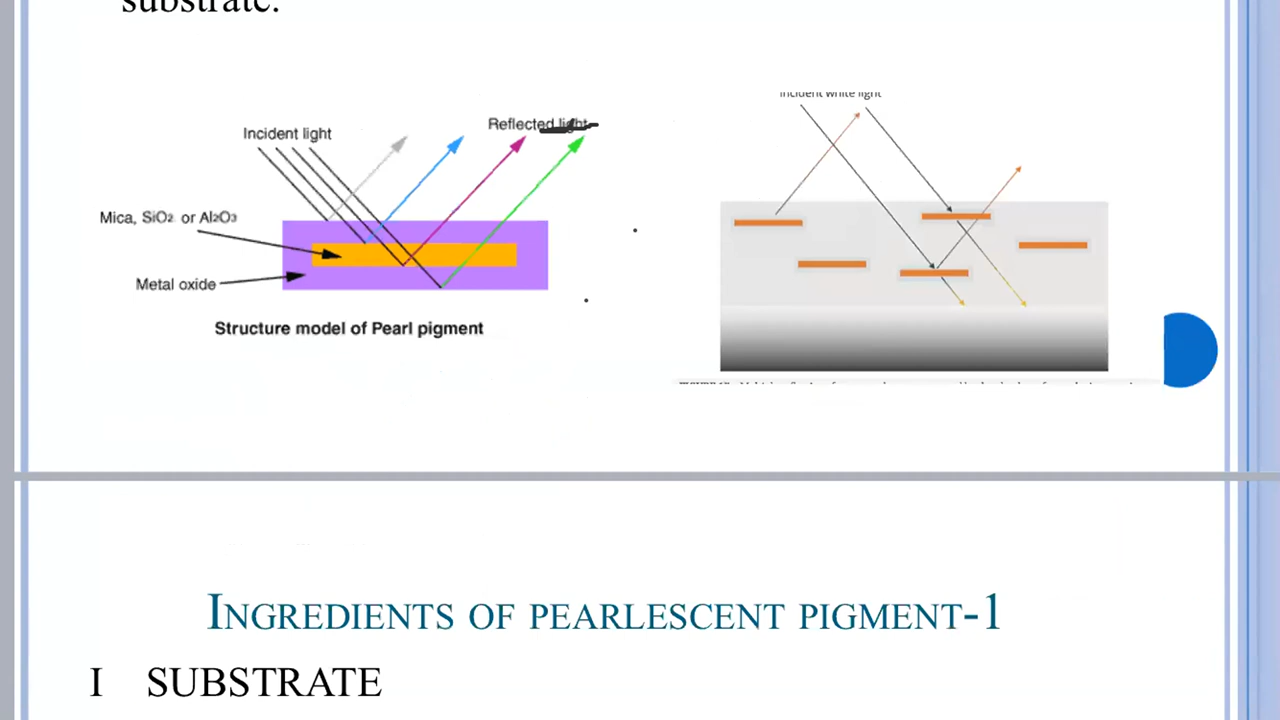 substrate.
Incident light
Reflected light
Mica, SiO2 or Al2O3
Metal oxide
Structure model of Pearl pigment
Incident white light
INGREDIENTS OF PEARLESCENT PIGMENT-1
I SUBSTRATE